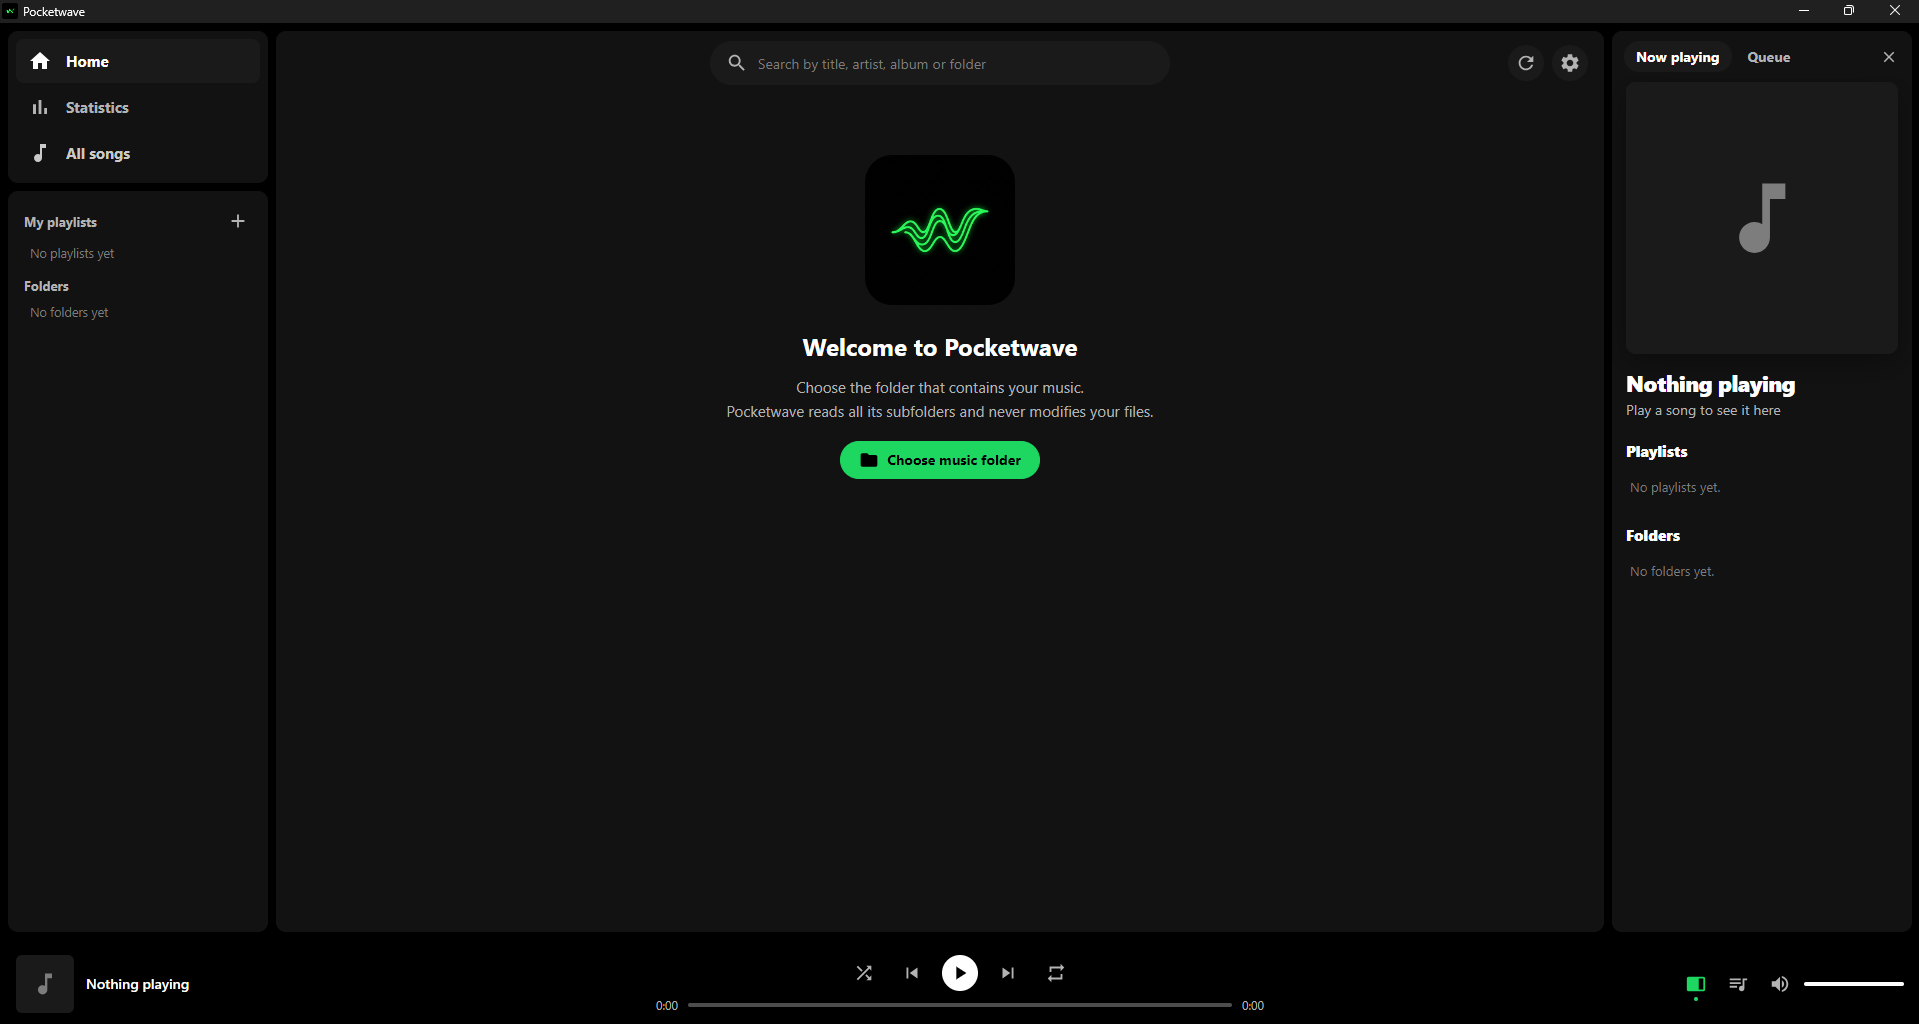 Pocketwave
Home
Statistics
All songs
My playlists
No playlists yet
Folders
No folders yet
Search by title, artist, album or folder
Welcome to Pocketwave
Choose the folder that contains your music.
Pocketwave reads all its subfolders and never modifies your files.
Choose music folder
Now playing
Queue
Nothing playing
Play a song to see it here
Playlists
No playlists yet.
Folders
No folders yet.
Nothing playing
0:00
0:00